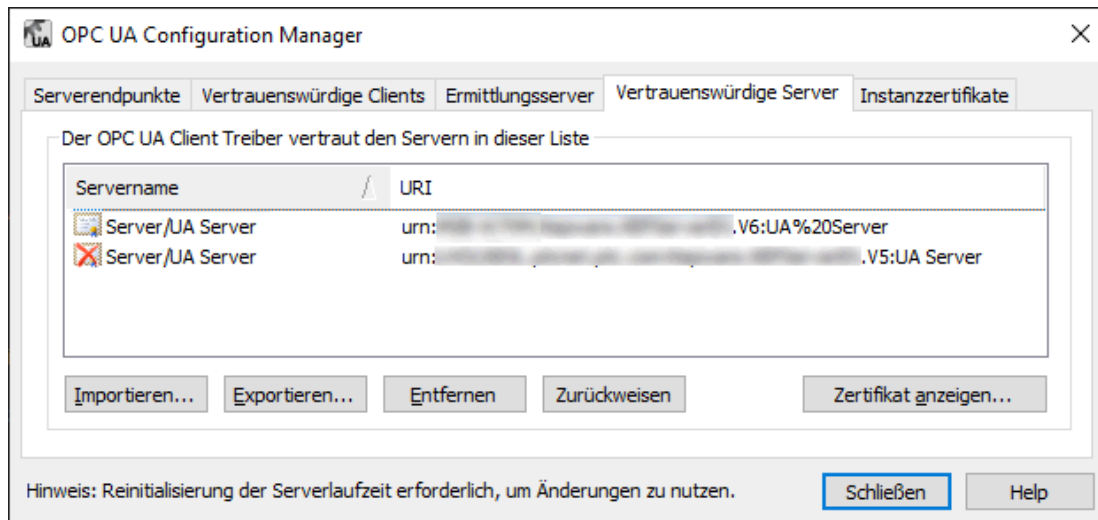 OPC UA Configuration Manager
Serverendpunkte Vertrauenswürdige Clients Ermittlungsserver Vertrauenswürdige Server Instanzzertifikate
Der OPC UA Client Treiber vertraut den Servern in dieser Liste
Servername URI
Server/UA Server urn: .V6:UA%20Server
Server/UA Server urn: .V5:UA Server
Importieren... Exportieren... Entfernen Zurückweisen Zertifikat anzeigen...
Hinweis: Reinitialisierung der Serverlaufzeit erforderlich, um Änderungen zu nutzen. Schließen Help